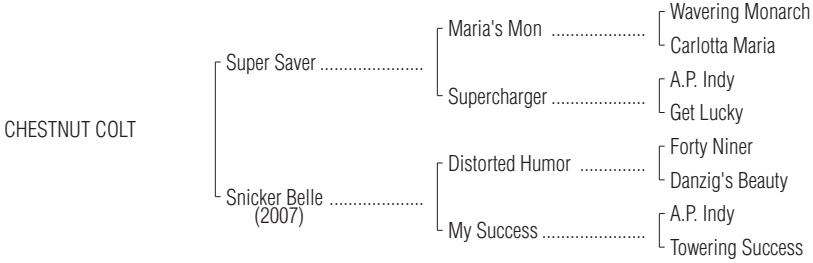 Wavering Monarch
Maria's Mon ......................
Carlotta Maria
Super Saver ......................
A.P. Indy
Supercharger ....................
Get Lucky
CHESTNUT COLT
Forty Niner
Distorted Humor ..............
Danzig's Beauty
Snicker Belle ....................
(2007)
A.P. Indy
My Success ......................
Towering Success